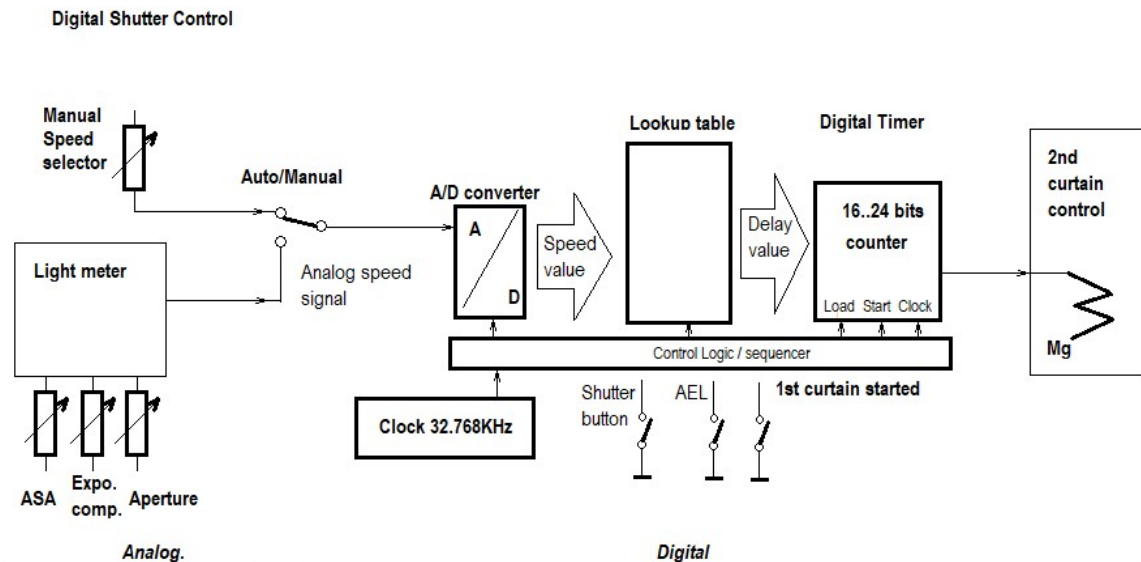 Digital Shutter Control
Manual
Speed
selector
Auto/Manual
Light meter
Analog speed
signal
ASA
Expo.
comp.
Aperture
Analog.
A/D converter
A
D
Speed
value
Lookup table
Delay
value
Digital Timer
16..24 bits
counter
Load Start Clock
2nd
curtain
control
Mg
Control Logic / sequencer
Clock 32.768KHz
Shutter
button
AEL
1st curtain started
Digital